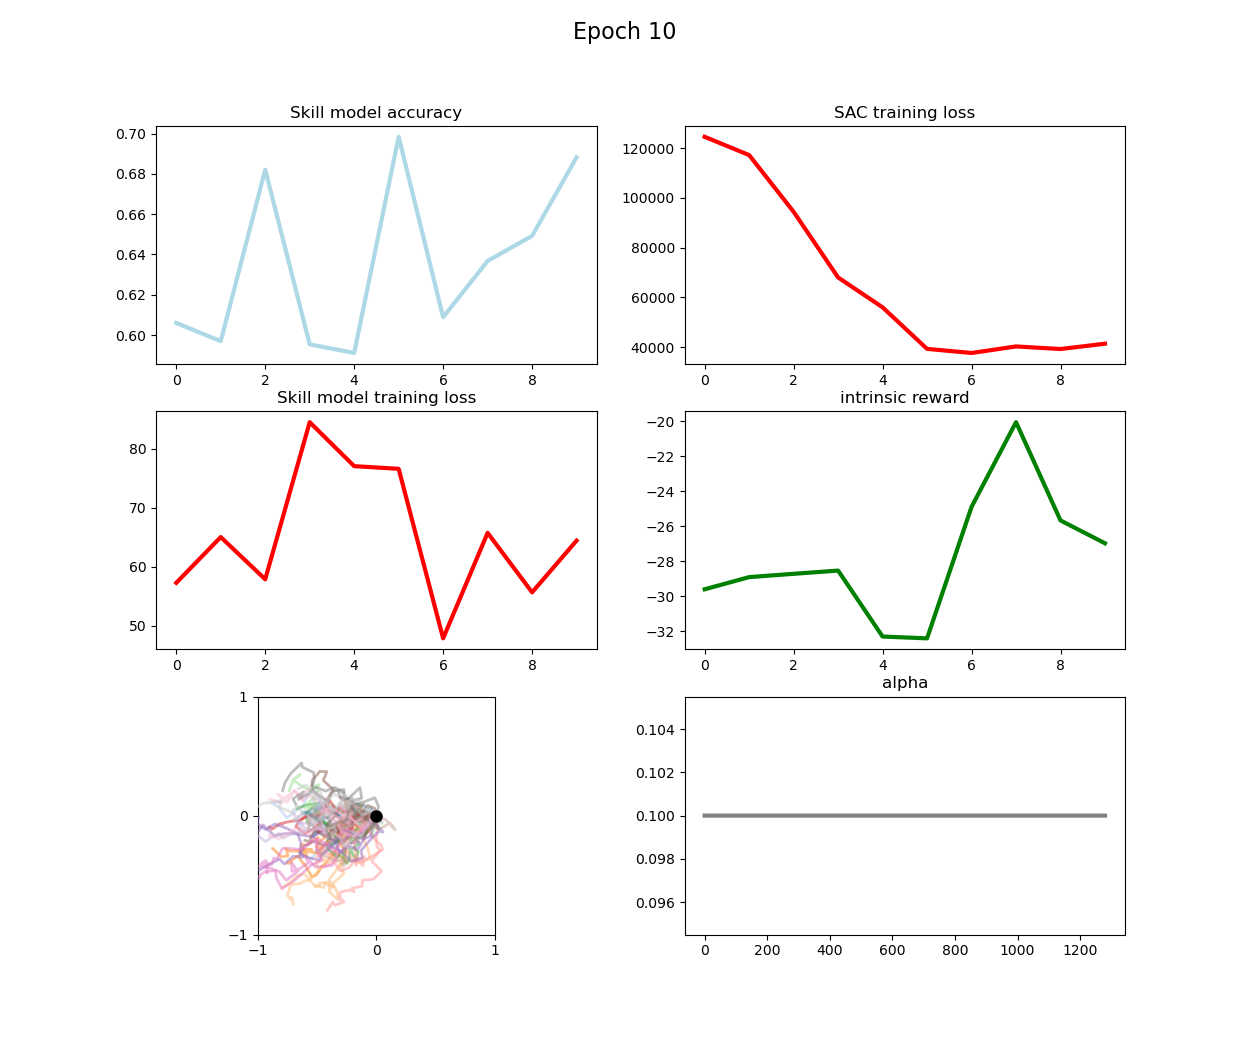 Epoch 10
Skill model accuracy
0.70
0.68
0.66
0.64
0.62
0.60
0 2 4 6 8
SAC training loss
120000
100000
80000
60000
40000
0 2 4 6 8
Skill model training loss
80
70
60
50
0 2 4 6 8
intrinsic reward
−20
−22
−24
−26
−28
−30
−32
0 2 4 6 8
1
0
−1
−1 0 1
alpha
0.104
0.102
0.100
0.098
0.096
0 200 400 600 800 1000 1200